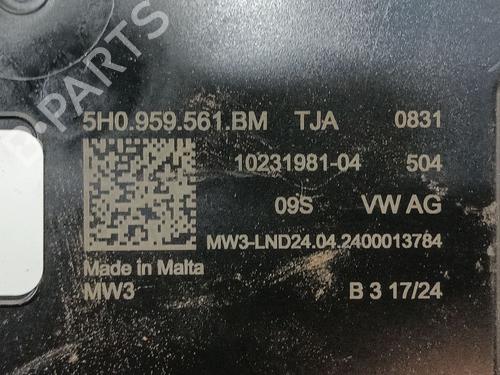 B-PARTS
5H0.959.561.BM TJA 0831
10231981-04 504
09S VW AG
MW3-LND24.04.2400013784
Made in Malta
MW3 B 3 17/24